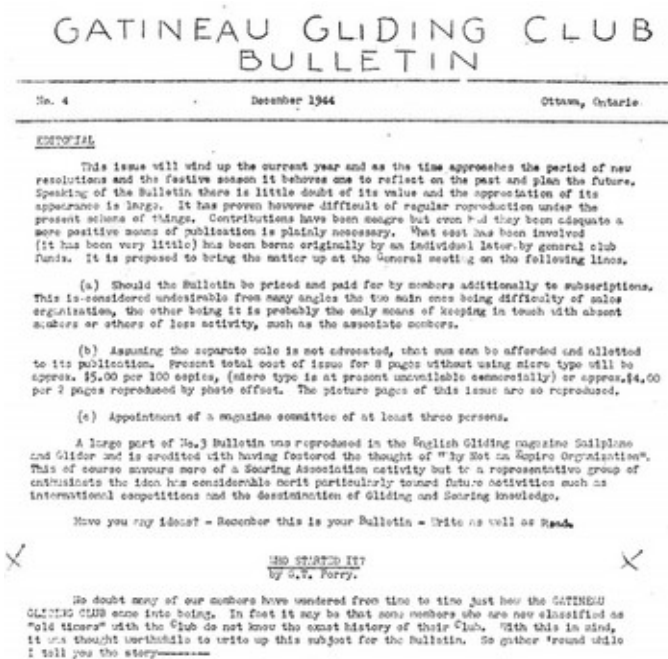 GATINEAU GLIDING CLUB
BULLETIN
No. 4 December 1944 Ottawa, Ontario
EDITORIAL
This issue will wind up the current year and as the time approaches the period of new
resolutions and the festive season it behoves one to reflect on the past and plan the future.
Speaking of the Bulletin there is little doubt of its value and the appreciation of its
appearance is large. It has proven however difficult of regular reproduction under the
present scheme of things. Contributions have been meagre but even had they been adequate a
more positive means of publication is plainly necessary. What cost has been involved
(it has been very little) has been borne originally by an individual later by general club
funds. It is proposed to bring the matter up at the General meeting on the following lines.
(a) Should the Bulletin be priced and paid for by members additionally to subscriptions.
This is considered undesirable from many angles the two main ones being difficulty of sales
organization, the other being it is probably the only means of keeping in touch with absent
members or others of less activity, such as the associate members.
(b) Assuming the separate sale is not advocated, what sum can be afforded and allotted
to its publication. Present total cost of issue for 8 pages without using micro type will be
approx. $5.00 per 100 copies, (micro type is at present unavailable commercially) or approx.$4.00
per 2 pages reproduced by photo offset. The picture pages of this issue are so reproduced.
(c) Appointment of a magazine committee of at least three persons.
A large part of No.3 Bulletin was reproduced in the English Gliding magazine Sailplane
and Glider and is credited with having fostered the thought of "Why Not an Empire Organization".
This of course savours more of a Soaring Association activity but to a representative group of
enthusiasts the idea has considerable merit particularly toward future activities such as
international competitions and the dessimination of Gliding and Soaring knowledge.
Have you any ideas? - Remember this is your Bulletin - Write as well as Read.
WHO STARTED IT?
by G.T. Perry.
No doubt many of our members have wondered from time to time just how the GATINEAU
GLIDING CLUB came into being. In fact it may be that some members who are now classified as
"old timers" with the Club do not know the exact history of their Club. With this in mind,
it was thought worthwhile to write up this subject for the Bulletin. So gather 'round while
I tell you the story--------